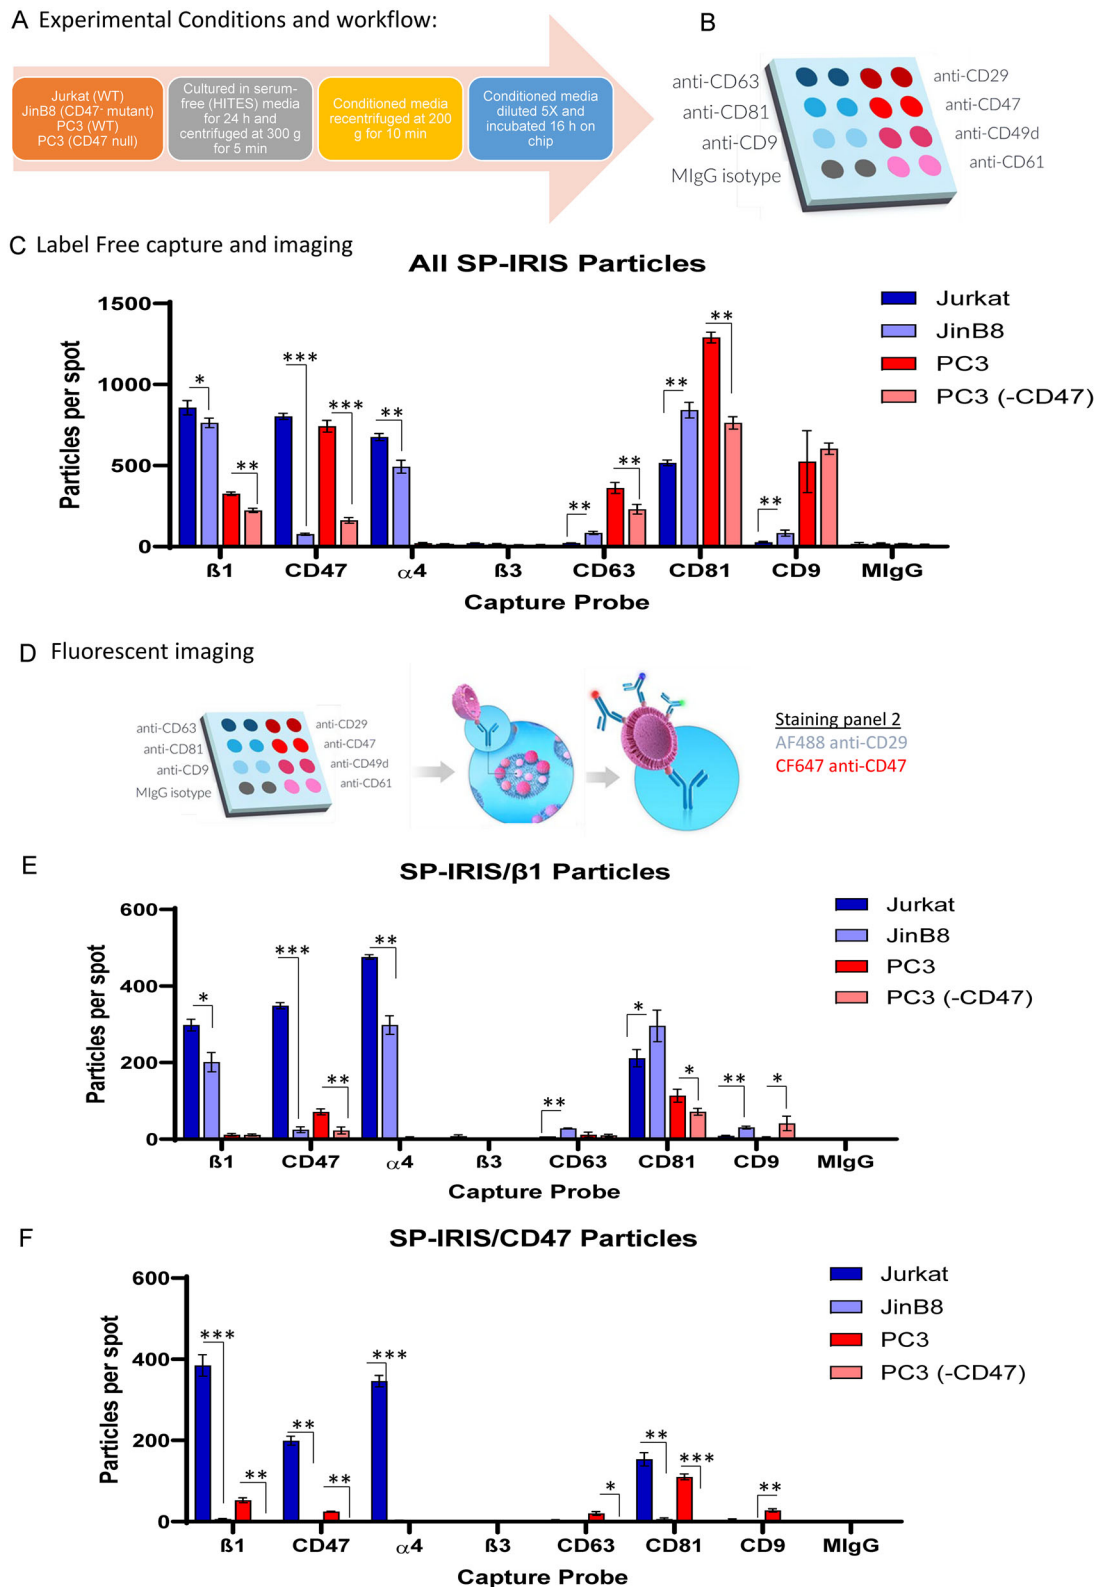 A Experimental Conditions and workflow:
Jurkat (WT)
JinB8 (CD47⁻ mutant)
PC3 (WT)
PC3 (CD47 null)
Cultured in serum-
free (HITES) media
for 24 h and
centrifuged at 300 g
for 5 min
Conditioned media
recentrifuged at 200
g for 10 min
Conditioned media
diluted 5X and
incubated 16 h on
chip
B
anti-CD63
anti-CD81
anti-CD9
MIgG isotype
anti-CD29
anti-CD47
anti-CD49d
anti-CD61
C Label Free capture and imaging
All SP-IRIS Particles
Particles per spot
1500
1000
500
0
* ** *** *** ** ** ** ** ** **
ß1 CD47 α4 ß3 CD63 CD81 CD9 MIgG
Capture Probe
Jurkat
JinB8
PC3
PC3 (-CD47)
D Fluorescent imaging
anti-CD63
anti-CD81
anti-CD9
MIgG isotype
anti-CD29
anti-CD47
anti-CD49d
anti-CD61
Staining panel 2
AF488 anti-CD29
CF647 anti-CD47
E
SP-IRIS/β1 Particles
Particles per spot
600
400
200
0
* *** ** ** ** * * ** *
ß1 CD47 α4 ß3 CD63 CD81 CD9 MIgG
Capture Probe
Jurkat
JinB8
PC3
PC3 (-CD47)
F
SP-IRIS/CD47 Particles
Particles per spot
600
400
200
0
*** ** ** ** *** * ** *** **
ß1 CD47 α4 ß3 CD63 CD81 CD9 MIgG
Capture Probe
Jurkat
JinB8
PC3
PC3 (-CD47)